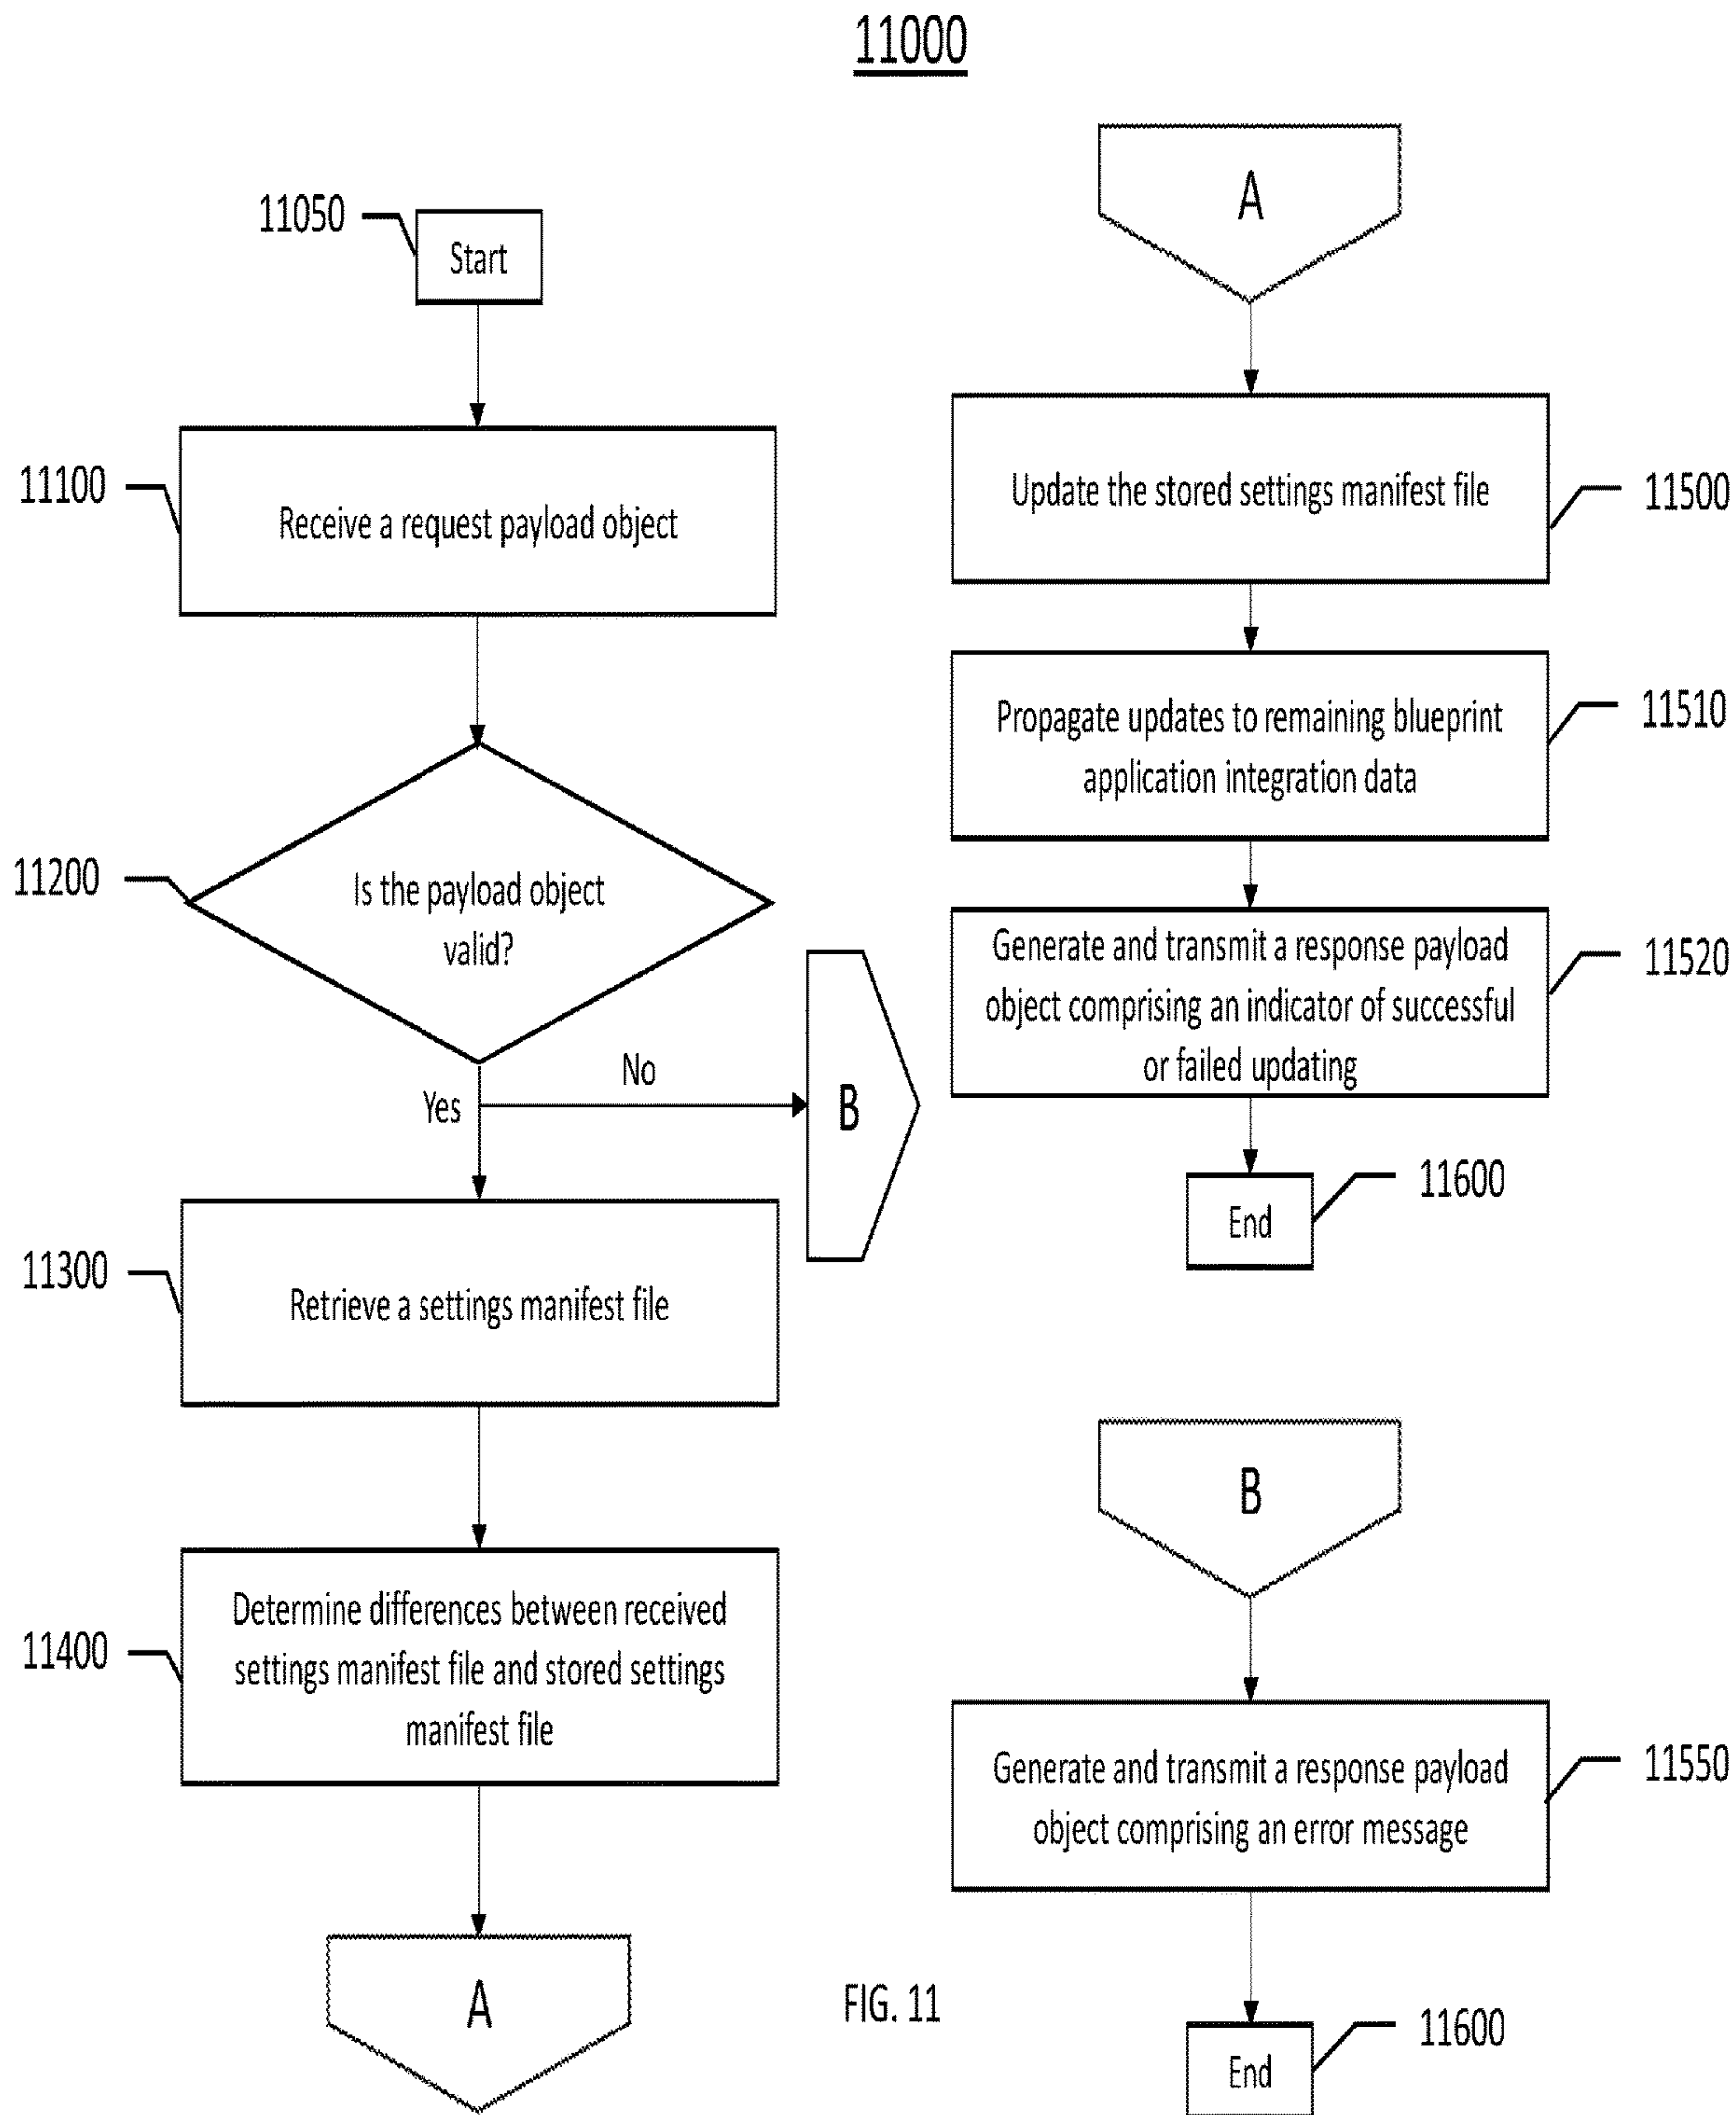 11000
11050
Start
11100
Receive a request payload object
11200
Is the payload object
valid?
No
Yes
B
11300
Retrieve a settings manifest file
11400
Determine differences between received
settings manifest file and stored settings
manifest file
A
A
Update the stored settings manifest file
11500
Propagate updates to remaining blueprint
application integration data
11510
Generate and transmit a response payload
object comprising an indicator of successful
or failed updating
11520
End
11600
B
Generate and transmit a response payload
object comprising an error message
11550
End
11600
FIG. 11